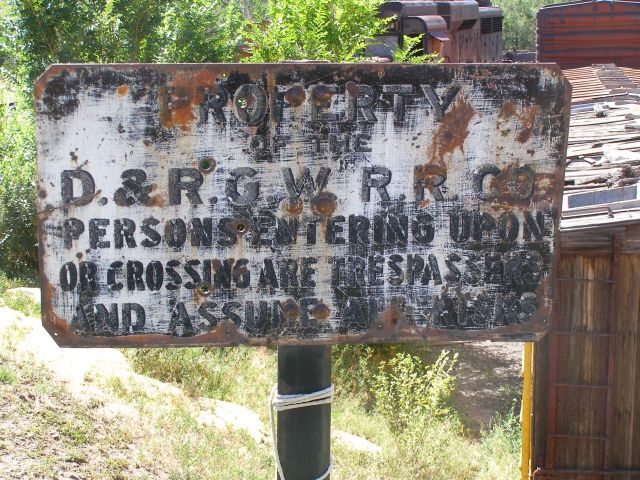 PROPERTY
OF THE
D. & R. G. W. R. R. CO.
PERSONS ENTERING UPON
OR CROSSING ARE TRESPASSERS
AND ASSUME ALL RISKS